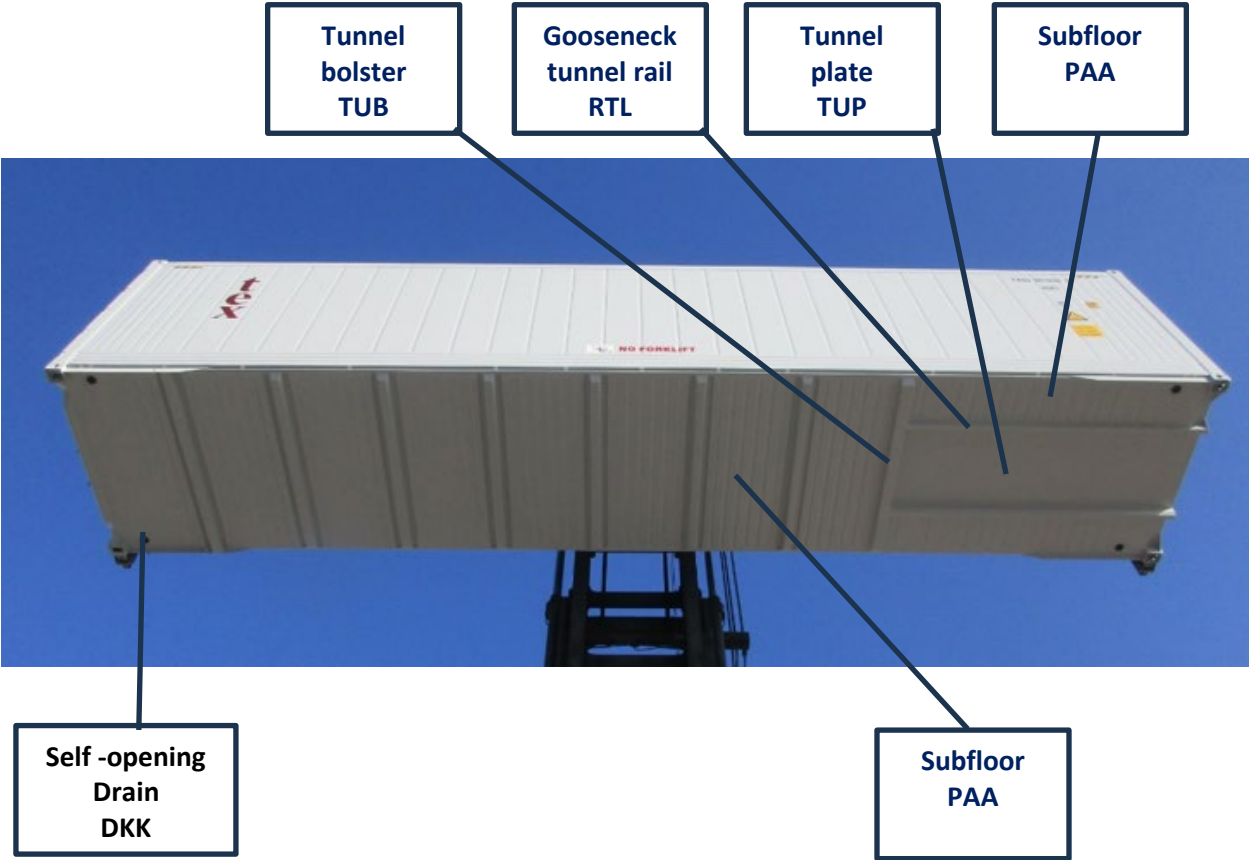 Tunnel
bolster
TUB
Gooseneck
tunnel rail
RTL
Tunnel
plate
TUP
Subfloor
PAA
tex
NO FORKLIFT
Self -opening
Drain
DKK
Subfloor
PAA